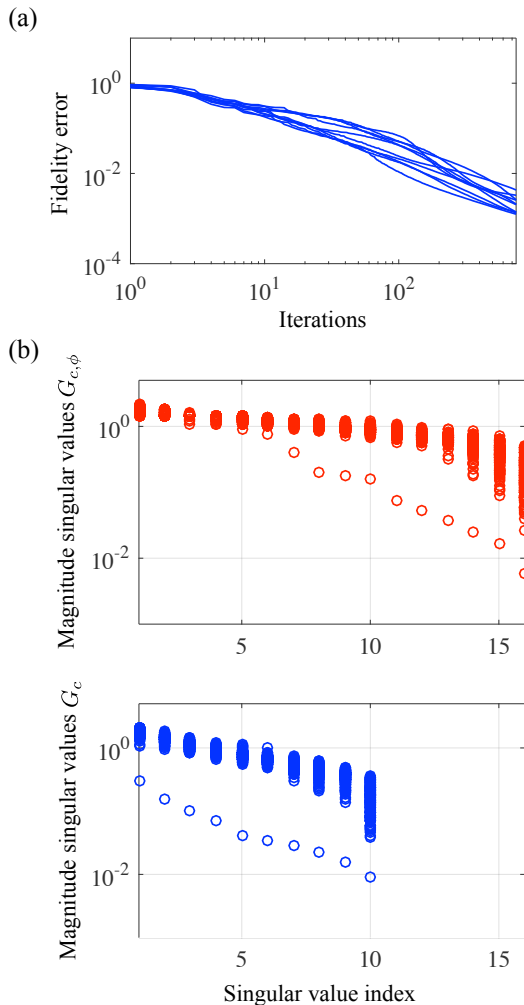 (a)
Fidelity error
10^0
10^-2
10^-4
10^0
10^1
10^2
Iterations
(b)
Magnitude singular values G_{c,ϕ}
10^0
10^-2
5
10
15
Magnitude singular values G_c
10^0
10^-2
5
10
15
Singular value index